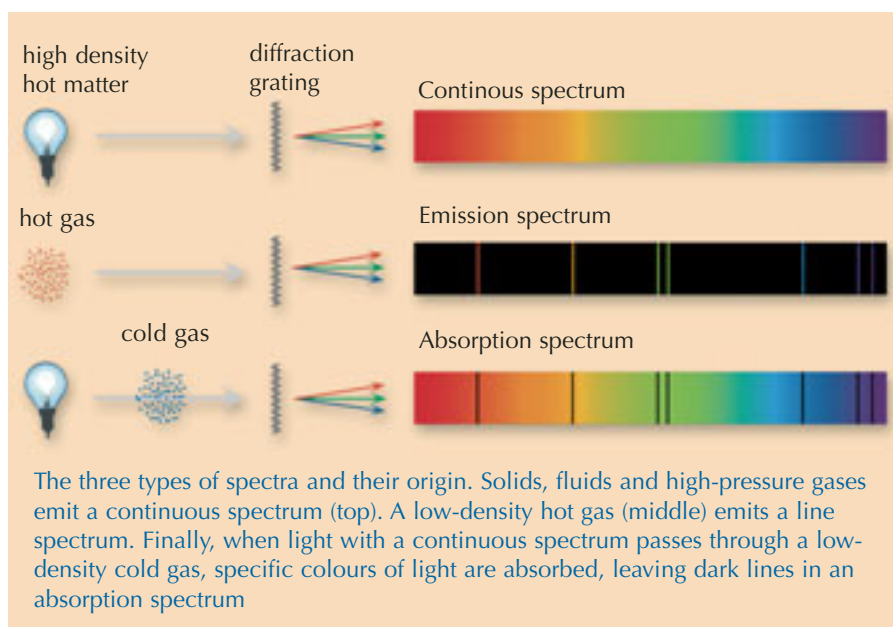 high density
hot matter
diffraction
grating
Continous spectrum
hot gas
Emission spectrum
cold gas
Absorption spectrum
The three types of spectra and their origin. Solids, fluids and high-pressure gases
emit a continuous spectrum (top). A low-density hot gas (middle) emits a line
spectrum. Finally, when light with a continuous spectrum passes through a low-
density cold gas, specific colours of light are absorbed, leaving dark lines in an
absorption spectrum